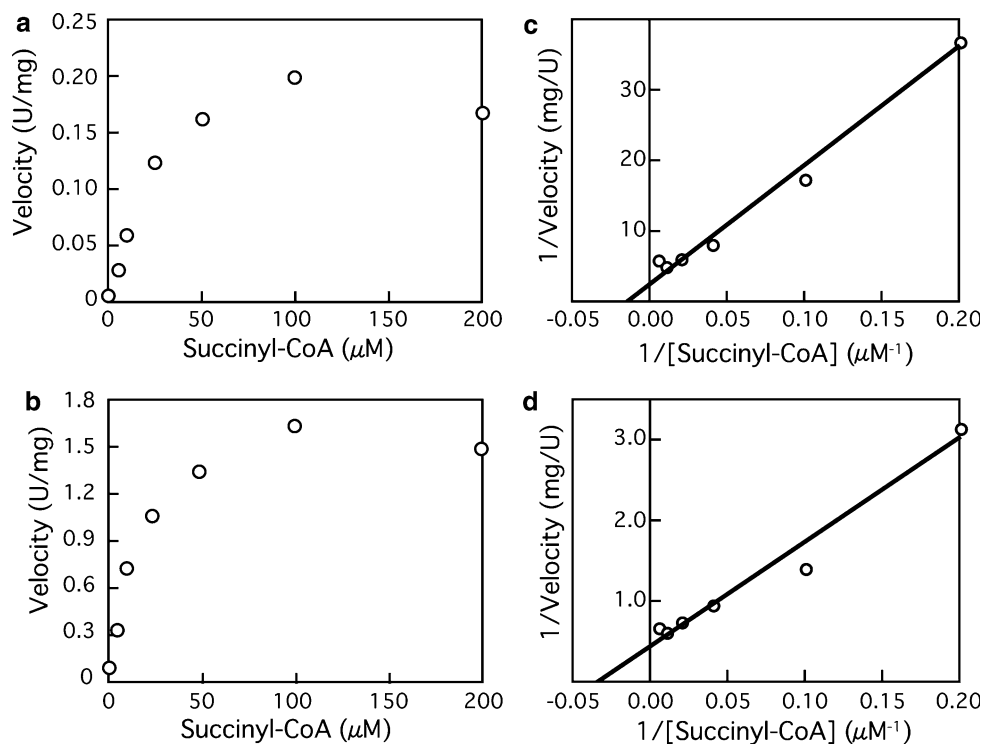 a
Velocity (U/mg)
0.25
0.20
0.15
0.10
0.05
0
0 50 100 150 200
Succinyl-CoA (μM)
c
1/Velocity (mg/U)
30
20
10
-0.05 0.00 0.05 0.10 0.15 0.20
1/[Succinyl-CoA] (μM⁻¹)
b
Velocity (U/mg)
1.8
1.5
1.2
0.9
0.6
0.3
0
0 50 100 150 200
Succinyl-CoA (μM)
d
1/Velocity (mg/U)
3.0
2.0
1.0
-0.05 0.00 0.05 0.10 0.15 0.20
1/[Succinyl-CoA] (μM⁻¹)